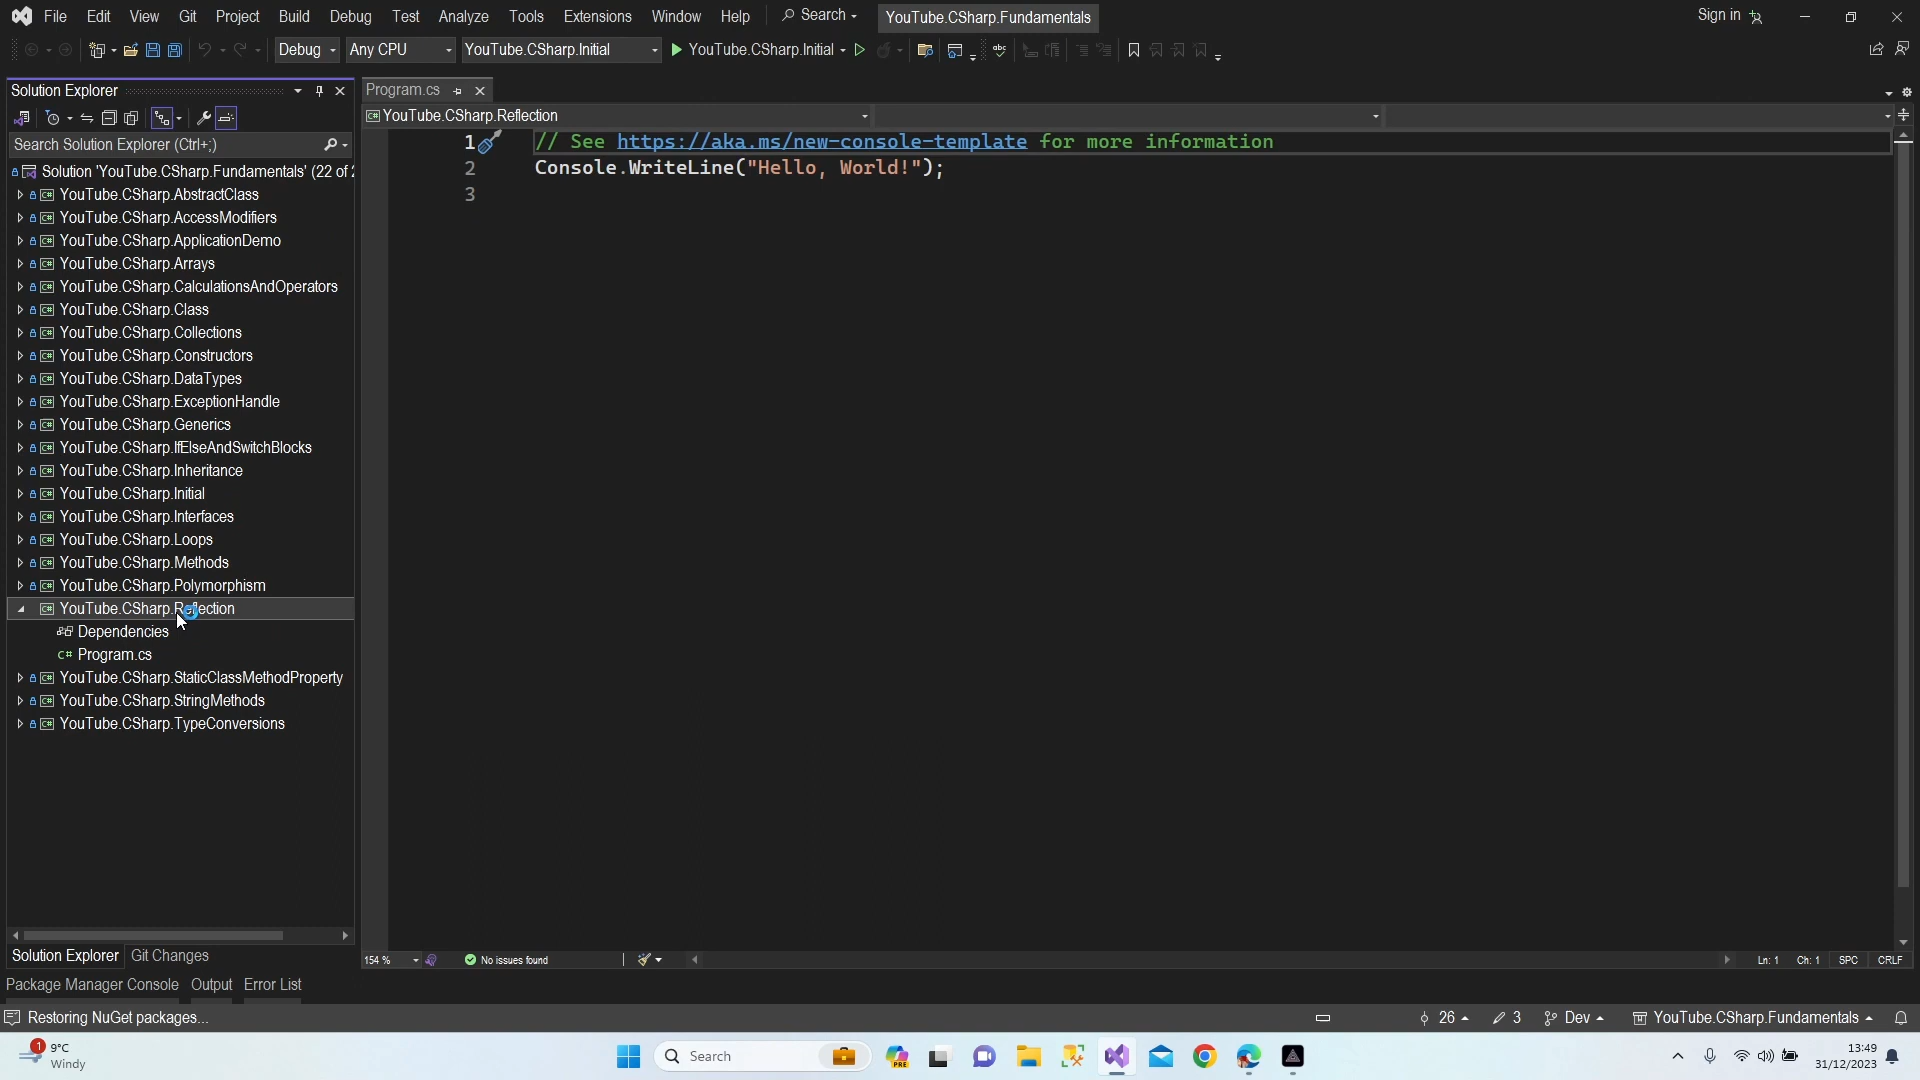 File Edit View Git Project Build Debug Test Analyze Tools Extensions Window Help Search YouTube.CSharp.Fundamentals Sign in
Debug Any CPU YouTube.CSharp.Initial YouTube.CSharp.Initial
Solution Explorer
Search Solution Explorer (Ctrl+;)
Solution 'YouTube.CSharp.Fundamentals' (22 of
YouTube.CSharp.AbstractClass
YouTube.CSharp.AccessModifiers
YouTube.CSharp.ApplicationDemo
YouTube.CSharp.Arrays
YouTube.CSharp.CalculationsAndOperators
YouTube.CSharp.Class
YouTube.CSharp.Collections
YouTube.CSharp.Constructors
YouTube.CSharp.DataTypes
YouTube.CSharp.ExceptionHandle
YouTube.CSharp.Generics
YouTube.CSharp.IfElseAndSwitchBlocks
YouTube.CSharp.Inheritance
YouTube.CSharp.Initial
YouTube.CSharp.Interfaces
YouTube.CSharp.Loops
YouTube.CSharp.Methods
YouTube.CSharp.Polymorphism
YouTube.CSharp.Reflection
Dependencies
C# Program.cs
YouTube.CSharp.StaticClassMethodProperty
YouTube.CSharp.StringMethods
YouTube.CSharp.TypeConversions
Solution Explorer Git Changes
Program.cs
YouTube.CSharp.Reflection
1 // See https://aka.ms/new-console-template for more information
2 Console.WriteLine("Hello, World!");
3
154 % No issues found Ln: 1 Ch: 1 SPC CRLF
Package Manager Console Output Error List
Restoring NuGet packages... 26 3 Dev YouTube.CSharp.Fundamentals
1 9°C
Windy
Search
PRE
13:49
31/12/2023